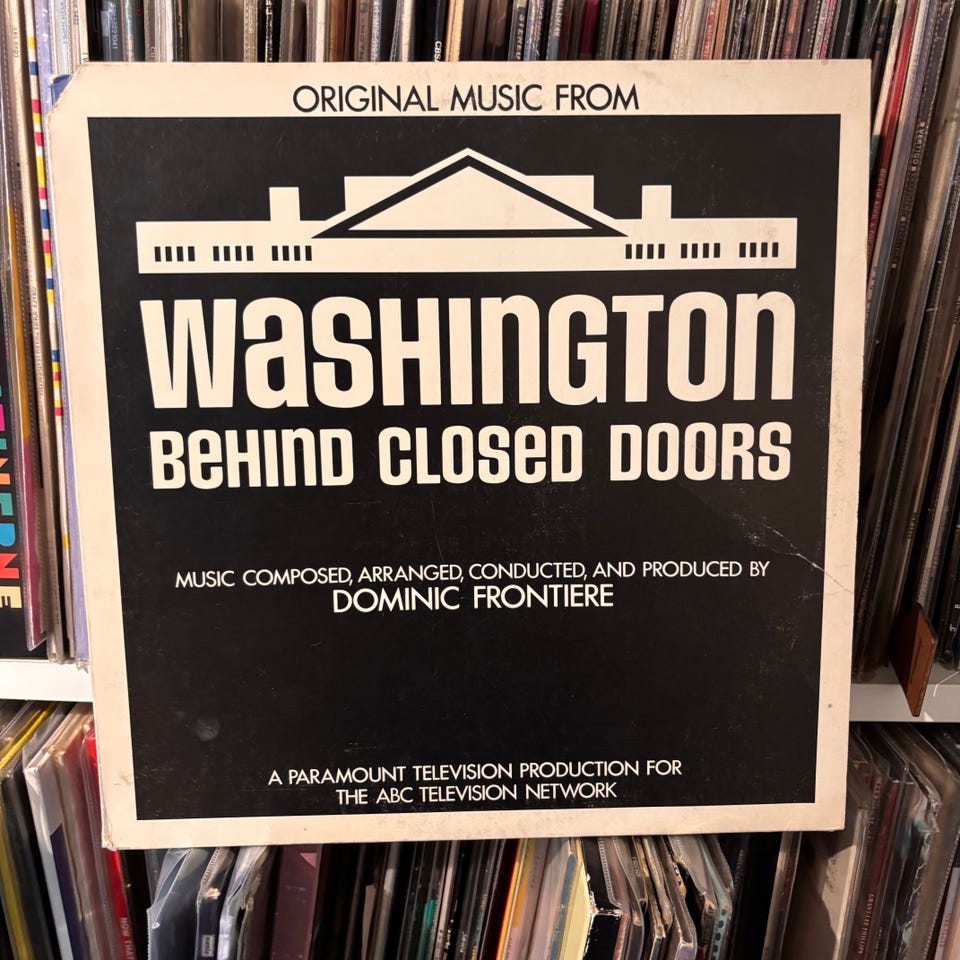 ORIGINAL MUSIC FROM
WasHInGTOn
BeHInD CLOSeD DOORS
MUSIC COMPOSED, ARRANGED, CONDUCTED, AND PRODUCED BY
DOMINIC FRONTIERE
A PARAMOUNT TELEVISION PRODUCTION FOR
THE ABC TELEVISION NETWORK